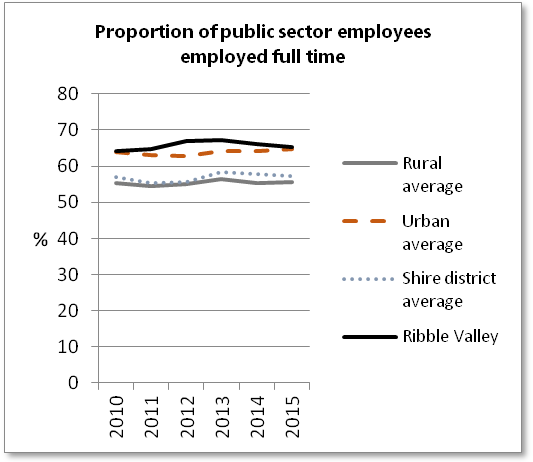 Proportion of public sector employees
employed full time
80
70
60
50
40
30
20
10
0
%
2010
2011
2012
2013
2014
2015
Rural
average
Urban
average
Shire district
average
Ribble Valley